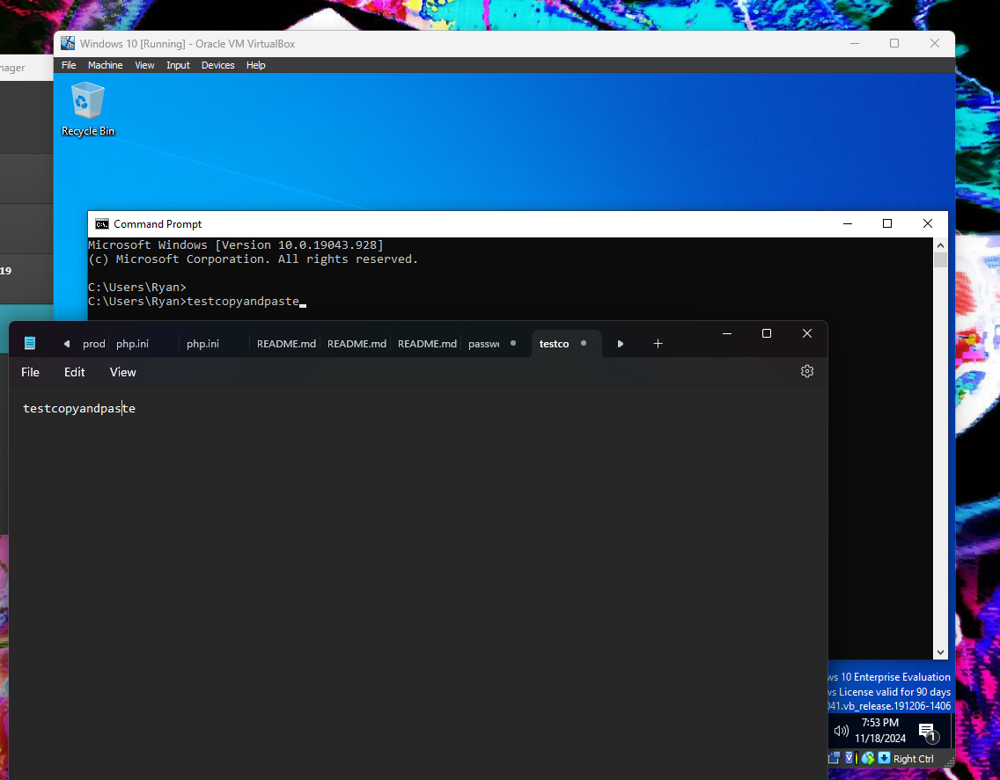 Windows 10 [Running] - Oracle VM VirtualBox
nager
File Machine View Input Devices Help
Recycle Bin
Command Prompt
Microsoft Windows [Version 10.0.19043.928]
(c) Microsoft Corporation. All rights reserved.
19
C:\Users\Ryan>
C:\Users\Ryan>testcopyandpaste
prod php.ini php.ini README.md README.md README.md passwo testco
File Edit View
testcopyandpaste
ws 10 Enterprise Evaluation
ws License valid for 90 days
041.vb_release.191206-1406
7:53 PM
11/18/2024
1
Right Ctrl